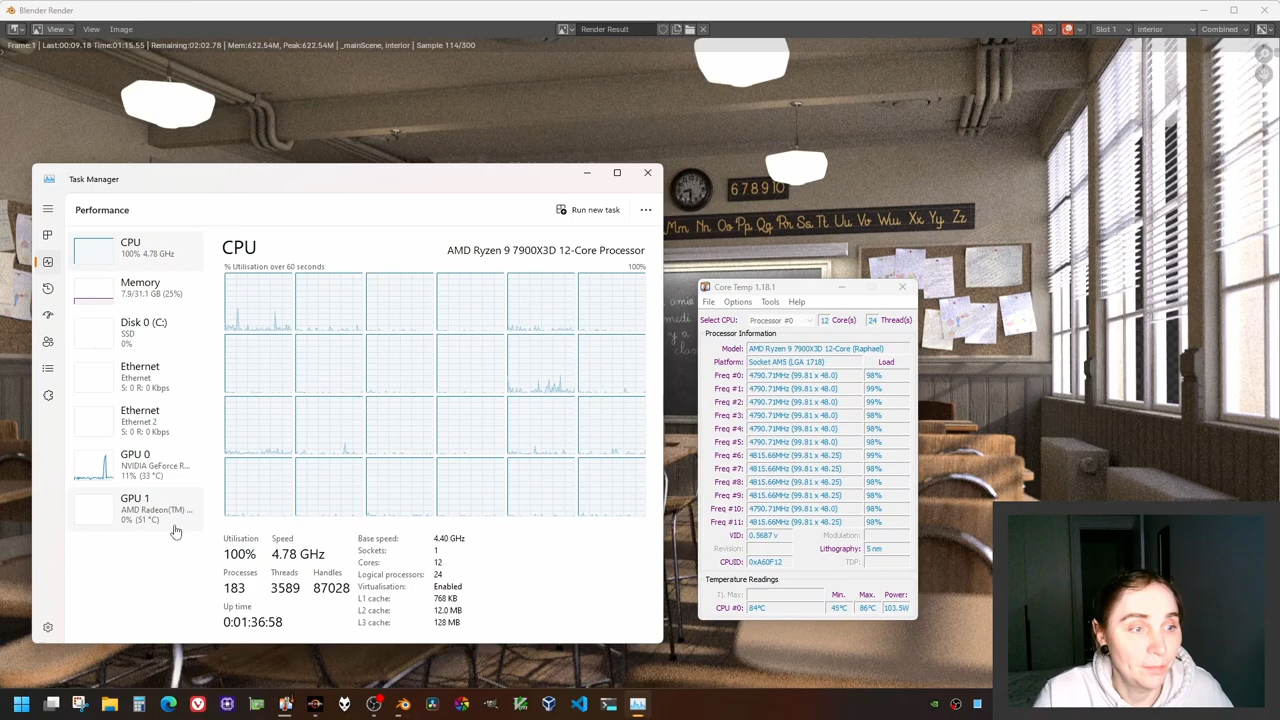 Blender Render
View
View
Image
Render Result
Slot 1
Interior
Combined
Frame:1 | Last:00:09.18 Time:01:15.55 | Remaining:02:02.78 | Mem:622.54M, Peak:622.54M | _mainScene, Interior | Sample 114/300
6 7 8 9 10
Mm Nn Oo Pp Qq Rr Ss Tt Uu Vv Ww Xx Yy Zz
Task Manager
Performance
Run new task
CPU
100% 4.78 GHz
Memory
7.9/31.1 GB (25%)
Disk 0 (C:)
SSD
0%
Ethernet
Ethernet
S: 0 R: 0 Kbps
Ethernet
Ethernet 2
S: 0 R: 0 Kbps
GPU 0
NVIDIA GeForce R...
11% (33 °C)
GPU 1
AMD Radeon(TM) ...
0% (51 °C)
CPU
AMD Ryzen 9 7900X3D 12-Core Processor
% Utilisation over 60 seconds
100%
Utilisation
100%
Speed
4.78 GHz
Processes
183
Threads
3589
Handles
87028
Up time
0:01:36:58
Base speed: 4.40 GHz
Sockets: 1
Cores: 12
Logical processors: 24
Virtualisation: Enabled
L1 cache: 768 KB
L2 cache: 12.0 MB
L3 cache: 128 MB
Core Temp 1.18.1
File Options Tools Help
Select CPU: Processor #0 12 Core(s) 24 Thread(s)
Processor Information
Model: AMD Ryzen 9 7900X3D 12-Core (Raphael)
Platform: Socket AM5 (LGA 1718) Load
Freq #0: 4790.71MHz (99.81 x 48.0) 98%
Freq #1: 4790.71MHz (99.81 x 48.0) 99%
Freq #2: 4790.71MHz (99.81 x 48.0) 99%
Freq #3: 4790.71MHz (99.81 x 48.0) 98%
Freq #4: 4790.71MHz (99.81 x 48.0) 98%
Freq #5: 4790.71MHz (99.81 x 48.0) 98%
Freq #6: 4815.66MHz (99.81 x 48.25) 99%
Freq #7: 4815.66MHz (99.81 x 48.25) 98%
Freq #8: 4815.66MHz (99.81 x 48.25) 98%
Freq #9: 4815.66MHz (99.81 x 48.25) 98%
Freq #10: 4790.71MHz (99.81 x 48.0) 98%
Freq #11: 4815.66MHz (99.81 x 48.25) 98%
VID: 0.5687 v Modulation:
Revision: Lithography: 5 nm
CPUID: 0xA60F12 TDP:
Temperature Readings
Tj. Max: Min. Max. Power:
CPU #0: 84°C 45°C 86°C 103.5W